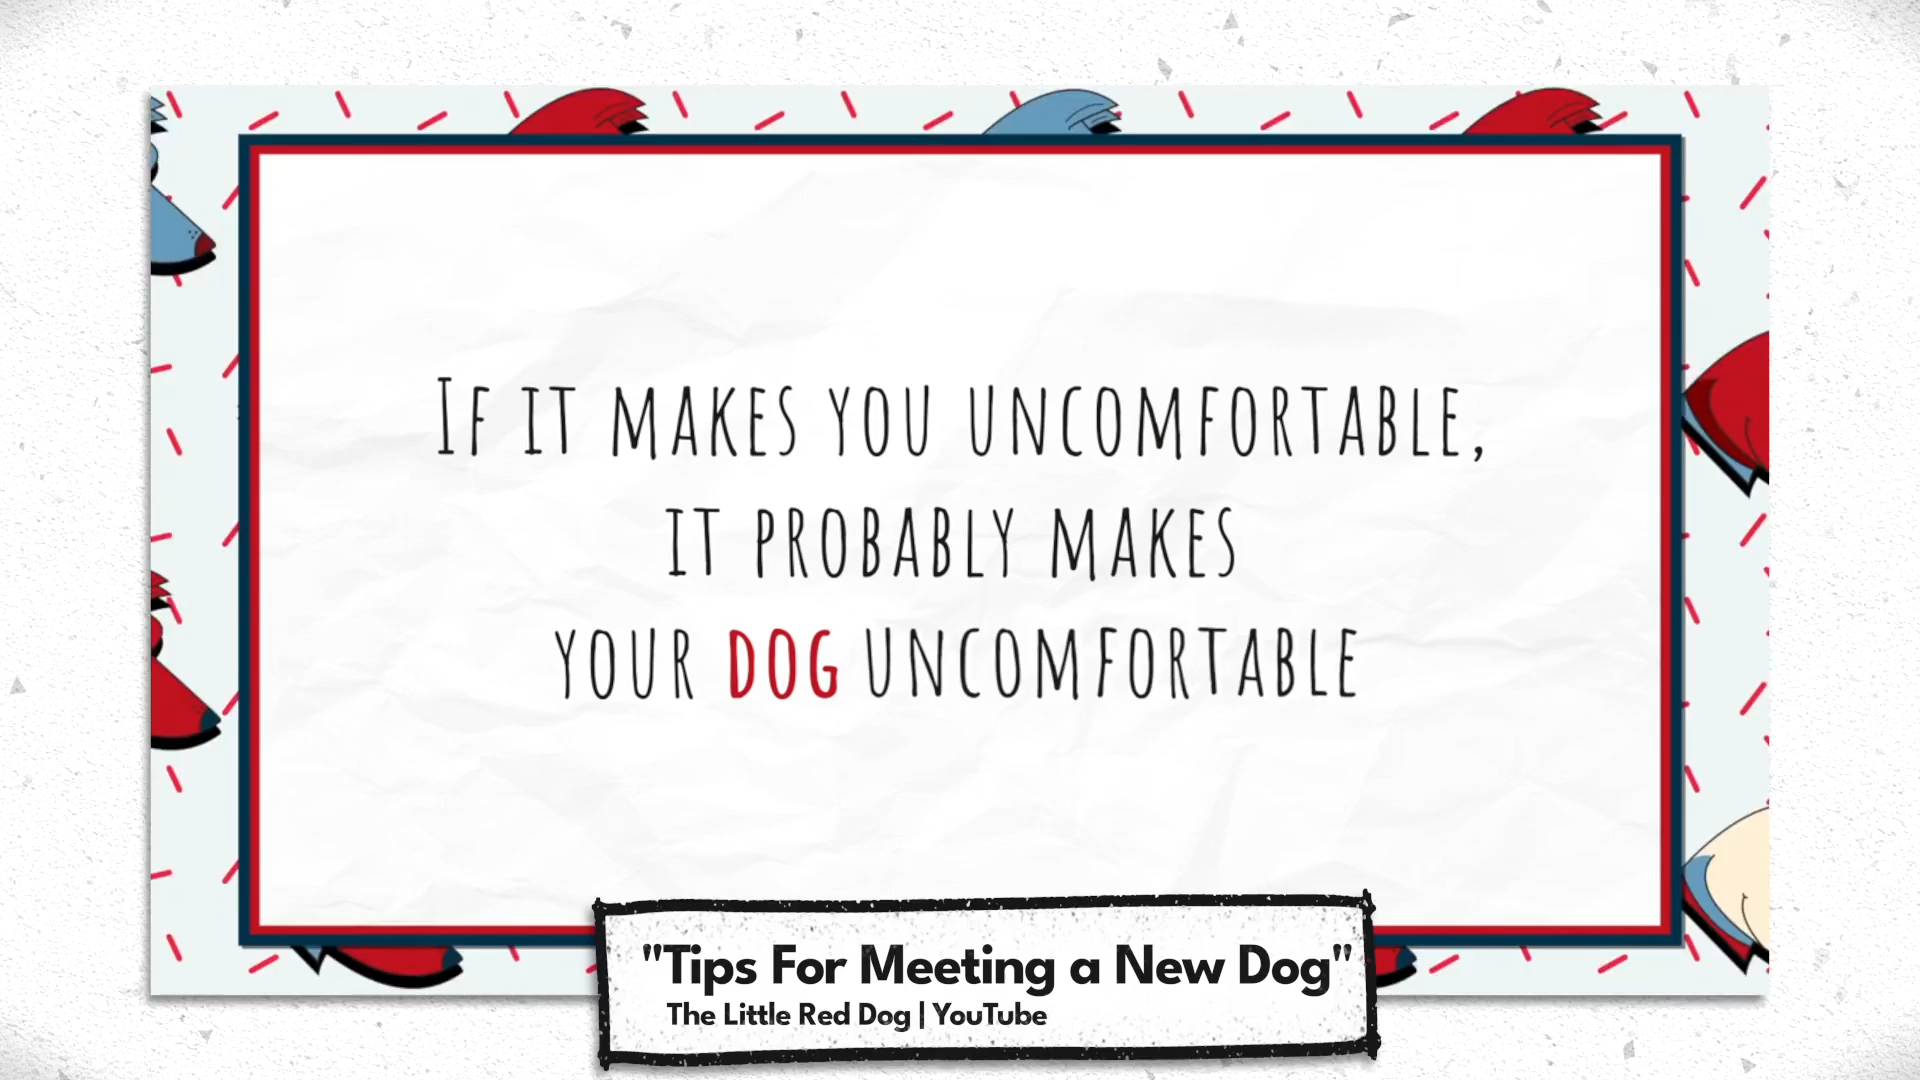 If it makes you uncomfortable,
it probably makes
your dog uncomfortable
"Tips For Meeting a New Dog"
The Little Red Dog | YouTube